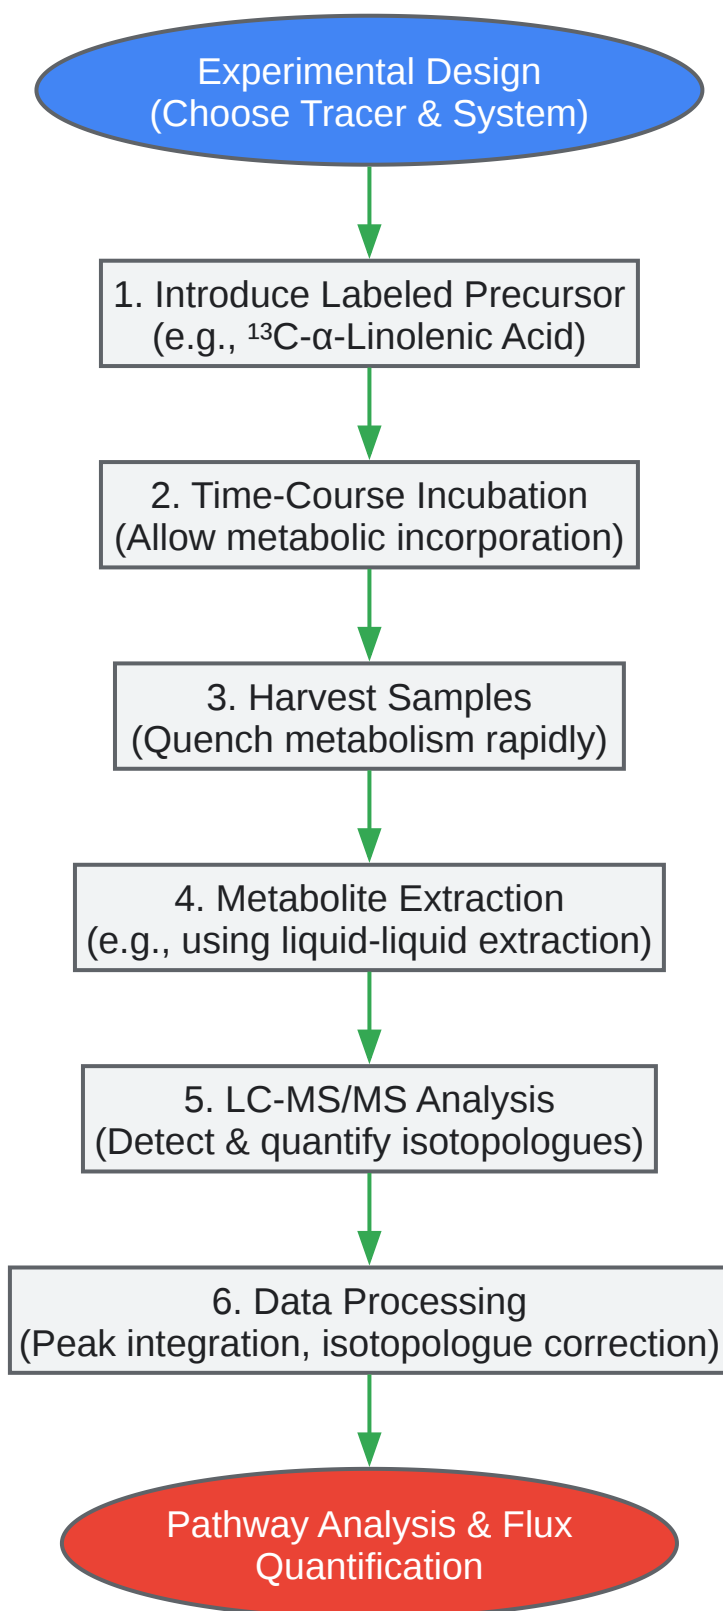 Experimental Design
(Choose Tracer & System)
1. Introduce Labeled Precursor
(e.g., ¹³C-α-Linolenic Acid)
2. Time-Course Incubation
(Allow metabolic incorporation)
3. Harvest Samples
(Quench metabolism rapidly)
4. Metabolite Extraction
(e.g., using liquid-liquid extraction)
5. LC-MS/MS Analysis
(Detect & quantify isotopologues)
6. Data Processing
(Peak integration, isotopologue correction)
Pathway Analysis & Flux
Quantification